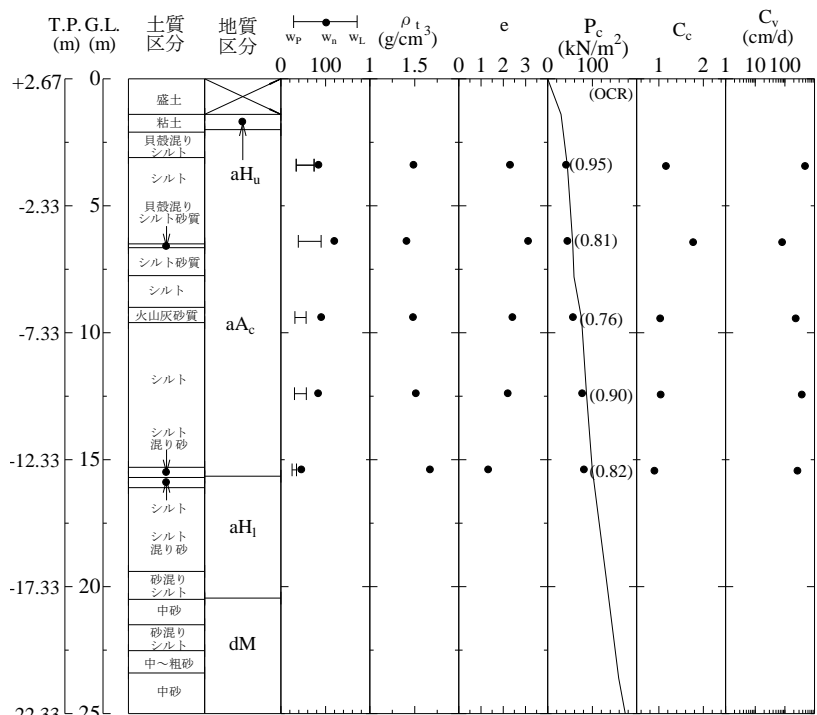 T.P. G.L. 土質 地質 wP wn wL ρt e Pc Cc Cv
(m) (m) 区分 区分 (g/cm3) (kN/m2) (cm/d)
0 100 1 1.5 0 1 2 3 0 100 1 2 1 10 100
+2.67 0
(OCR)
盛土
粘土
貝殻混り
シルト
(0.95)
シルト
aHu
-2.33 5
貝殻混り
シルト砂質
(0.81)
シルト砂質
シルト
火山灰砂質
aAc
(0.76)
-7.33 10
シルト
(0.90)
シルト
混り砂
-12.33 15
(0.82)
シルト
aHl
シルト
混り砂
砂混り
シルト
-17.33 20
中砂
砂混り
シルト
dM
中～粗砂
中砂
-22.33 25